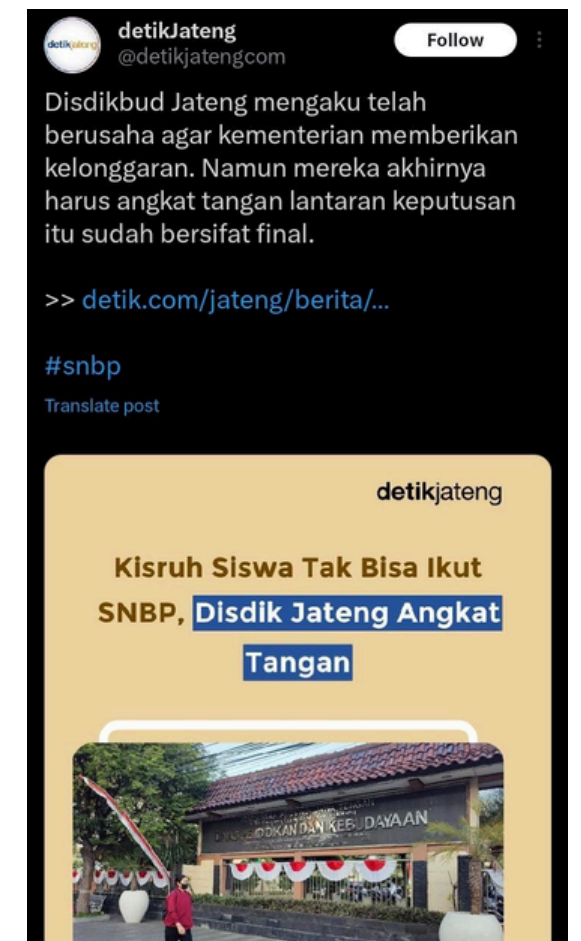 detikjateng
detikJateng
Follow
@detikjatengcom
Disdikbud Jateng mengaku telah
berusaha agar kementerian memberikan
kelonggaran. Namun mereka akhirnya
harus angkat tangan lantaran keputusan
itu sudah bersifat final.
>> detik.com/jateng/berita/...
#snbp
Translate post
detikjateng
Kisruh Siswa Tak Bisa Ikut
SNBP, Disdik Jateng Angkat
Tangan
DAN KEBUDAYAAN